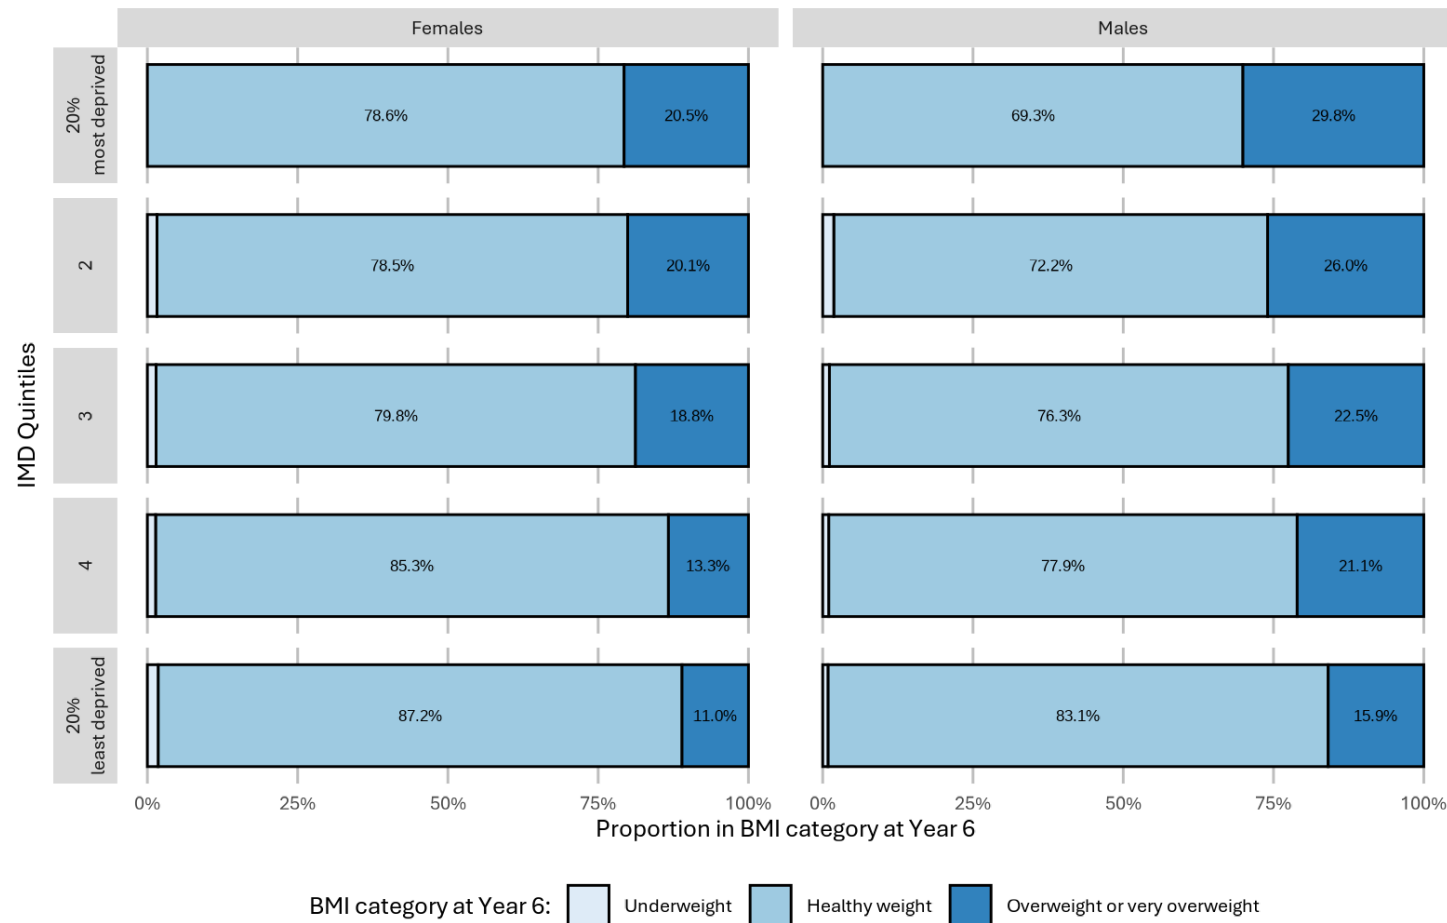 Females
Males
20%
most deprived
78.6%
20.5%
69.3%
29.8%
2
78.5%
20.1%
72.2%
26.0%
IMD Quintiles
3
79.8%
18.8%
76.3%
22.5%
4
85.3%
13.3%
77.9%
21.1%
20%
least deprived
87.2%
11.0%
83.1%
15.9%
0% 25% 50% 75% 100%
0% 25% 50% 75% 100%
Proportion in BMI category at Year 6
BMI category at Year 6: Underweight Healthy weight Overweight or very overweight